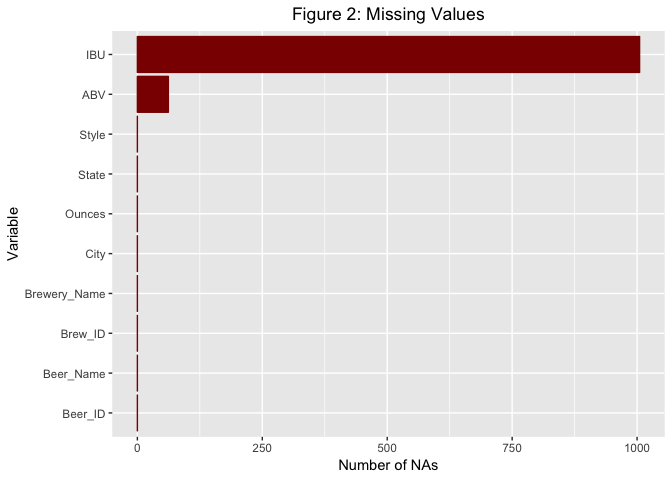 Figure 2: Missing Values
Variable
IBU
ABV
Style
State
Ounces
City
Brewery_Name
Brew_ID
Beer_Name
Beer_ID
0 250 500 750 1000
Number of NAs